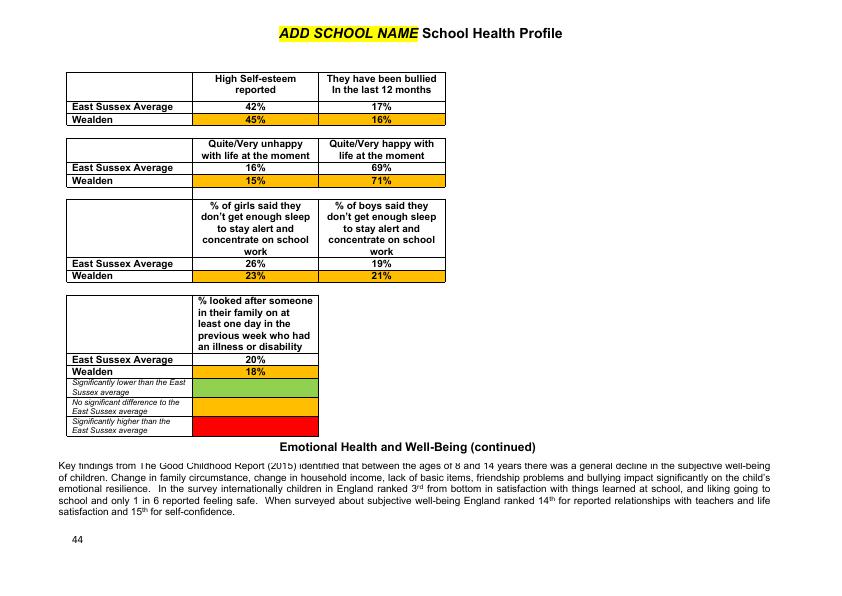 ADD SCHOOL NAME School Health Profile
High Self-esteem reported | They have been bullied In the last 12 months
East Sussex Average | 42% | 17%
Wealden | 45% | 16%
Quite/Very unhappy with life at the moment | Quite/Very happy with life at the moment
East Sussex Average | 16% | 69%
Wealden | 15% | 71%
% of girls said they don't get enough sleep to stay alert and concentrate on school work | % of boys said they don't get enough sleep to stay alert and concentrate on school work
East Sussex Average | 26% | 19%
Wealden | 23% | 21%
% looked after someone
in their family on at
least one day in the
previous week who had
an illness or disability
East Sussex Average | 20%
Wealden | 18%
Significantly lower than the East
Sussex average
No significant difference to the
East Sussex average
Significantly higher than the
East Sussex average
Emotional Health and Well-Being (continued)
Key findings from The Good Childhood Report (2015) identified that between the ages of 8 and 14 years there was a general decline in the subjective well-being
of children. Change in family circumstance, change in household income, lack of basic items, friendship problems and bullying impact significantly on the child's
emotional resilience. In the survey internationally children in England ranked 3rd from bottom in satisfaction with things learned at school, and liking going to
school and only 1 in 6 reported feeling safe. When surveyed about subjective well-being England ranked 14th for reported relationships with teachers and life
satisfaction and 15th for self-confidence.
44